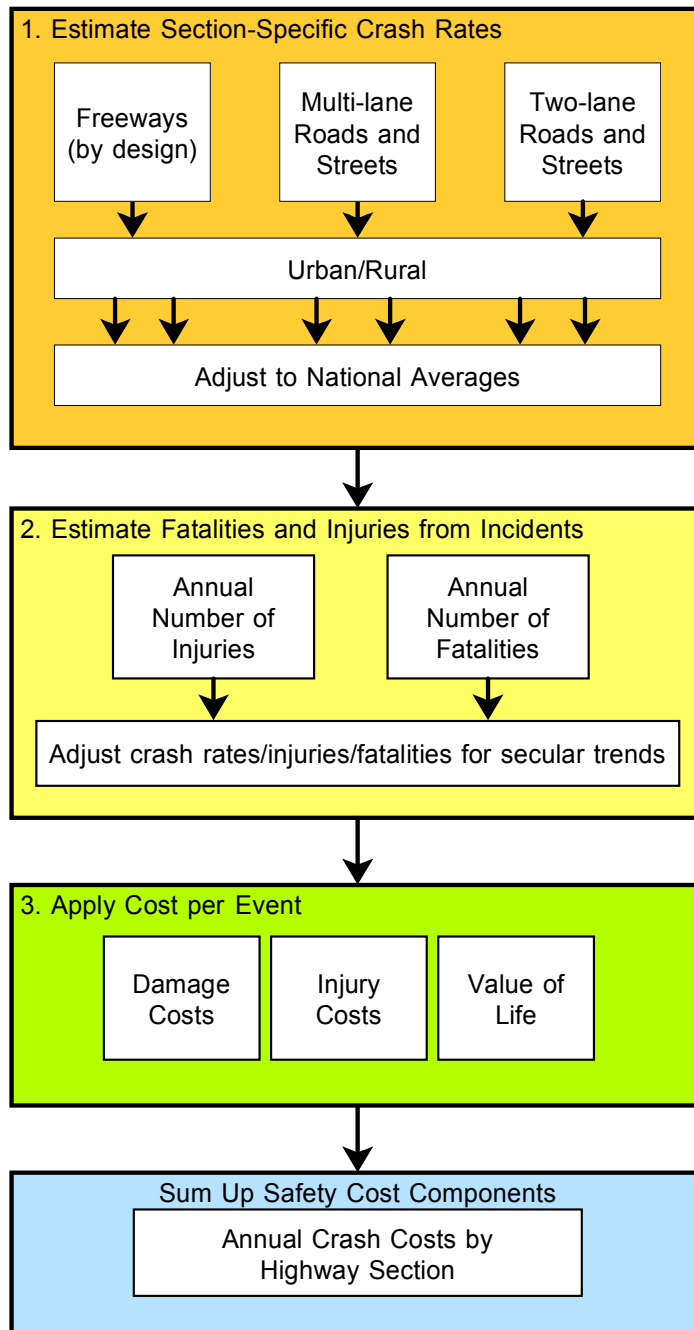 1. Estimate Section-Specific Crash Rates
Freeways
(by design)
Multi-lane
Roads and
Streets
Two-lane
Roads and
Streets
Urban/Rural
Adjust to National Averages
2. Estimate Fatalities and Injuries from Incidents
Annual
Number of
Injuries
Annual
Number of
Fatalities
Adjust crash rates/injuries/fatalities for secular trends
3. Apply Cost per Event
Damage
Costs
Injury
Costs
Value of
Life
Sum Up Safety Cost Components
Annual Crash Costs by
Highway Section